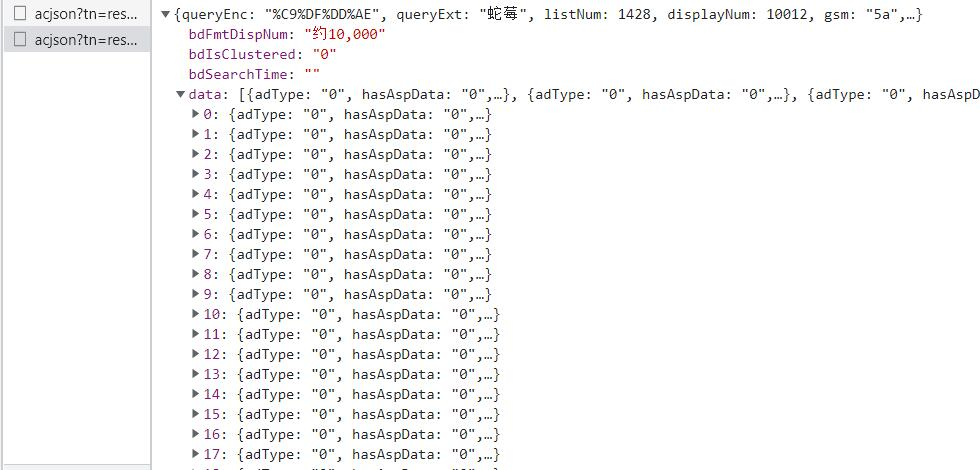 acjson?tn=res...
acjson?tn=res...
{queryEnc: "%C9%DF%DD%AE", queryExt: "蛇莓", listNum: 1428, displayNum: 10012, gsm: "5a",…}
bdFmtDispNum: "约10,000"
bdIsClustered: "0"
bdSearchTime: ""
data: [{adType: "0", hasAspData: "0",…}, {adType: "0", hasAspData: "0",…}, {adType: "0", hasAspD
0: {adType: "0", hasAspData: "0",…}
1: {adType: "0", hasAspData: "0",…}
2: {adType: "0", hasAspData: "0",…}
3: {adType: "0", hasAspData: "0",…}
4: {adType: "0", hasAspData: "0",…}
5: {adType: "0", hasAspData: "0",…}
6: {adType: "0", hasAspData: "0",…}
7: {adType: "0", hasAspData: "0",…}
8: {adType: "0", hasAspData: "0",…}
9: {adType: "0", hasAspData: "0",…}
10: {adType: "0", hasAspData: "0",…}
11: {adType: "0", hasAspData: "0",…}
12: {adType: "0", hasAspData: "0",…}
13: {adType: "0", hasAspData: "0",…}
14: {adType: "0", hasAspData: "0",…}
15: {adType: "0", hasAspData: "0",…}
16: {adType: "0", hasAspData: "0",…}
17: {adType: "0", hasAspData: "0",…}